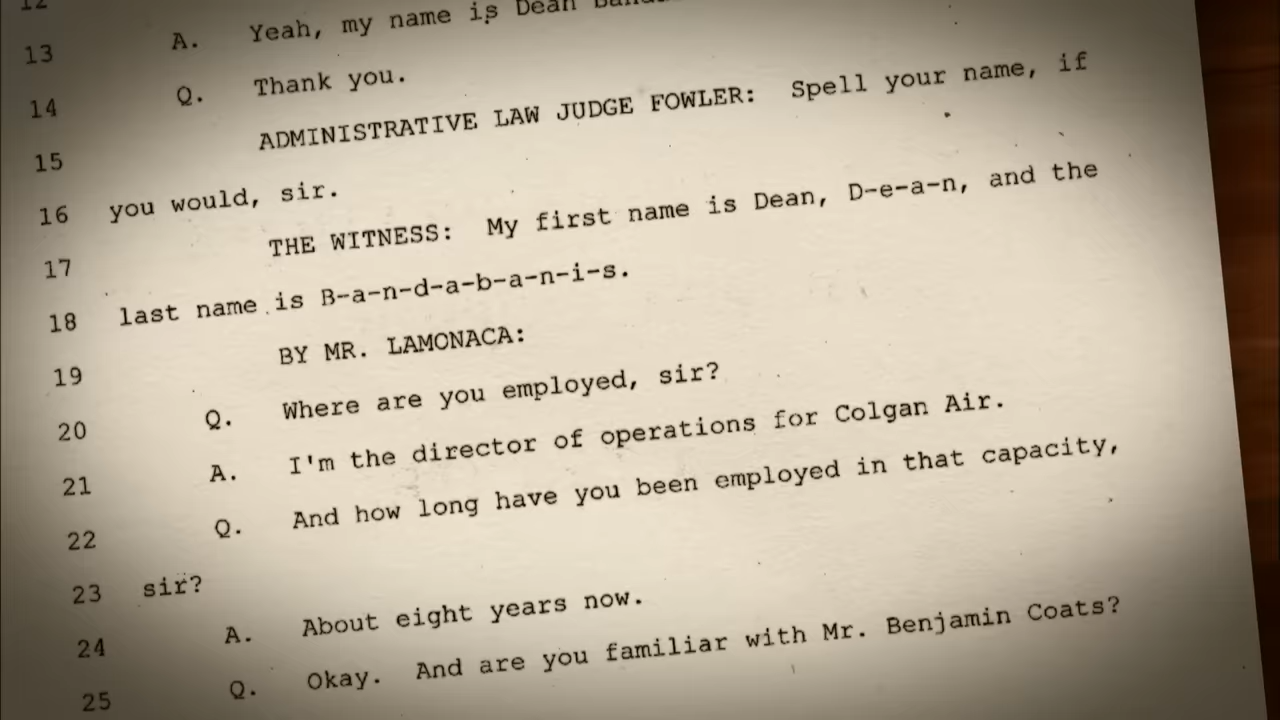 12
13 A. Yeah, my name is Dean
14 Q. Thank you.
15 ADMINISTRATIVE LAW JUDGE FOWLER: Spell your name, if
16 you would, sir.
17 THE WITNESS: My first name is Dean, D-e-a-n, and the
18 last name is B-a-n-d-a-b-a-n-i-s.
19 BY MR. LAMONACA:
20 Q. Where are you employed, sir?
21 A. I'm the director of operations for Colgan Air.
22 Q. And how long have you been employed in that capacity,
23 sir?
24 A. About eight years now.
25 Q. Okay. And are you familiar with Mr. Benjamin Coats?